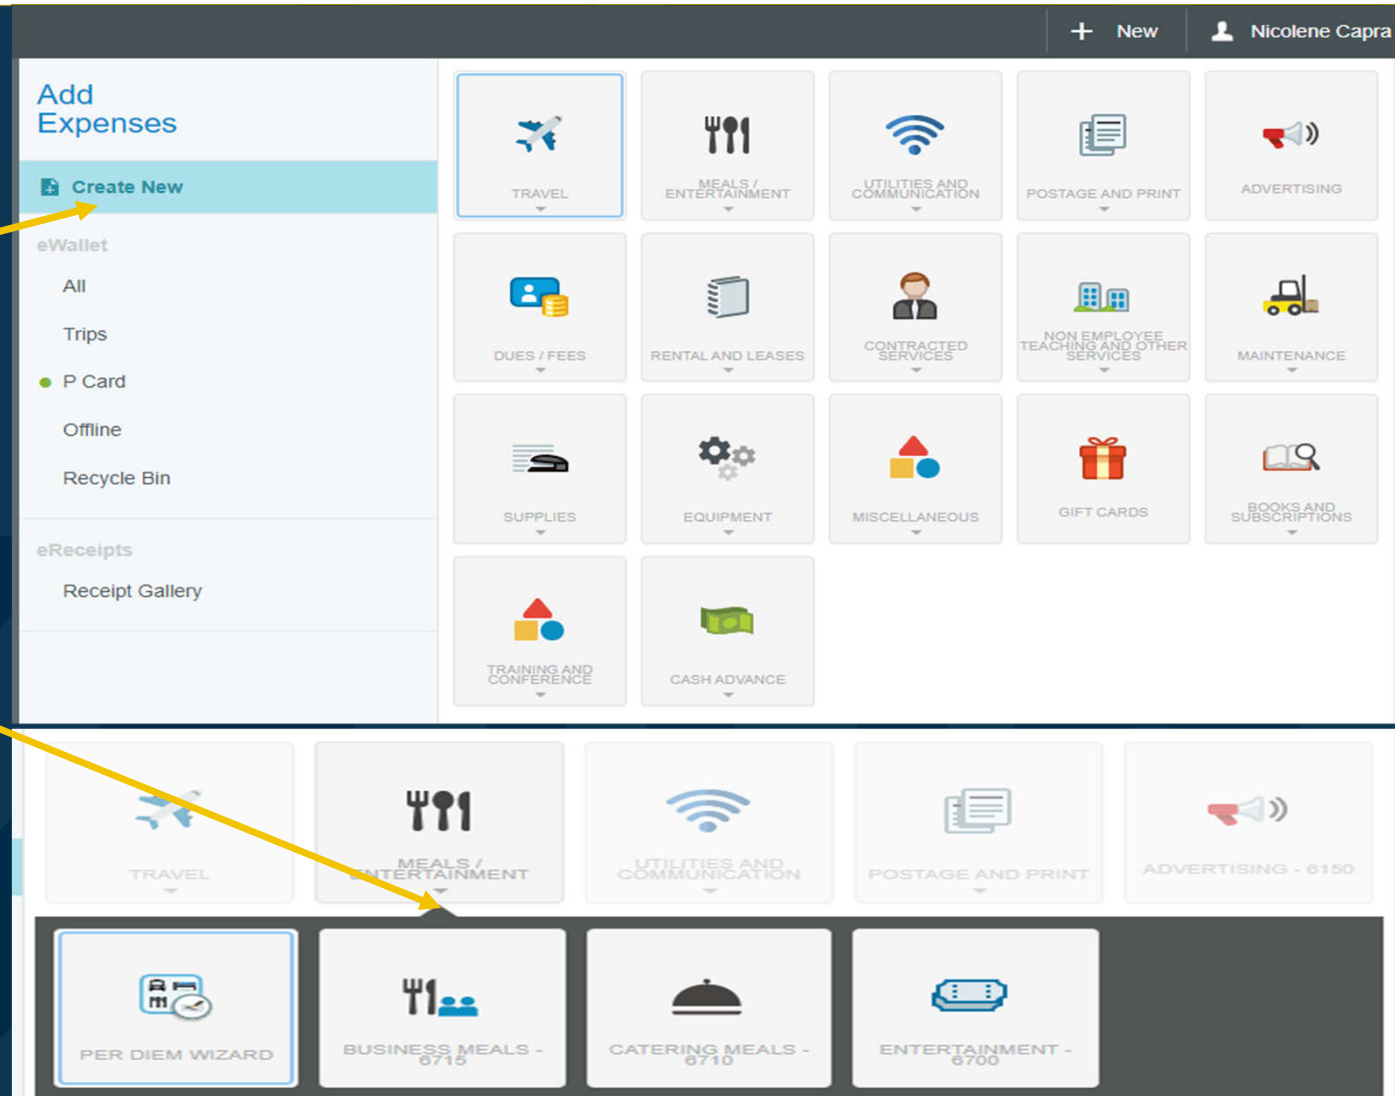 + New
Nicolene Capra
Add
Expenses
Create New
eWallet
All
Trips
P Card
Offline
Recycle Bin
eReceipts
Receipt Gallery
TRAVEL
MEALS /
ENTERTAINMENT
UTILITIES AND
COMMUNICATION
POSTAGE AND PRINT
ADVERTISING
DUES / FEES
RENTAL AND LEASES
CONTRACTED
SERVICES
NON EMPLOYEE
TEACHING AND OTHER
SERVICES
MAINTENANCE
SUPPLIES
EQUIPMENT
MISCELLANEOUS
GIFT CARDS
BOOKS AND
SUBSCRIPTIONS
TRAINING AND
CONFERENCE
CASH ADVANCE
TRAVEL
MEALS /
ENTERTAINMENT
UTILITIES AND
COMMUNICATION
POSTAGE AND PRINT
ADVERTISING - 6150
PER DIEM WIZARD
BUSINESS MEALS -
6715
CATERING MEALS -
6710
ENTERTAINMENT -
6700